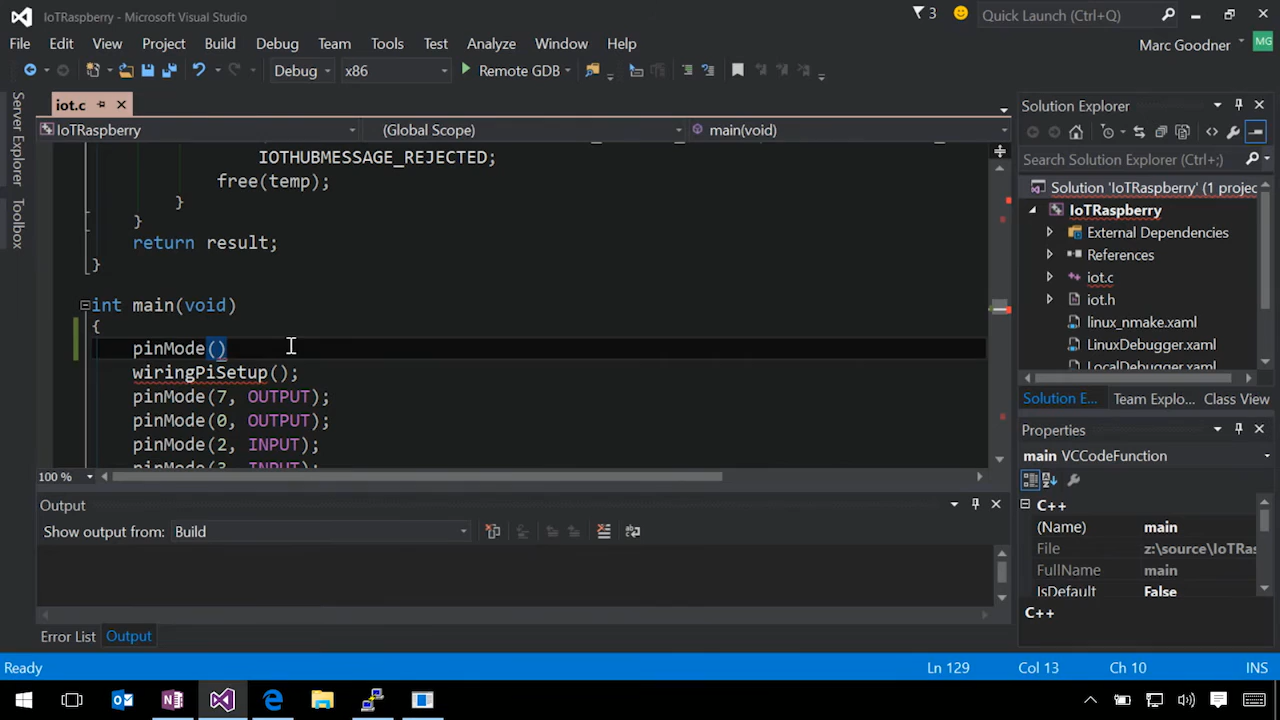 IoTRaspberry - Microsoft Visual Studio
3
Quick Launch (Ctrl+Q)
File Edit View Project Build Debug Team Tools Test Analyze Window Help
Marc Goodner
MG
Debug x86 Remote GDB
Server Explorer
Toolbox
iot.c
IoTRaspberry (Global Scope) main(void)
IOTHUBMESSAGE_REJECTED;
free(temp);
}
}
return result;
}
int main(void)
{
pinMode()
wiringPiSetup();
pinMode(7, OUTPUT);
pinMode(0, OUTPUT);
pinMode(2, INPUT);
pinMode(3, INPUT);
100 %
Output
Show output from: Build
Error List Output
Solution Explorer
Search Solution Explorer (Ctrl+;)
Solution 'IoTRaspberry' (1 projec
IoTRaspberry
External Dependencies
References
iot.c
iot.h
linux_nmake.xaml
LinuxDebugger.xaml
LocalDebugger.xaml
Solution E... Team Explo... Class View
Properties
main VCCodeFunction
C++
(Name) main
File z:\source\IoTRas
FullName main
IsDefault False
C++
Ready Ln 129 Col 13 Ch 10 INS